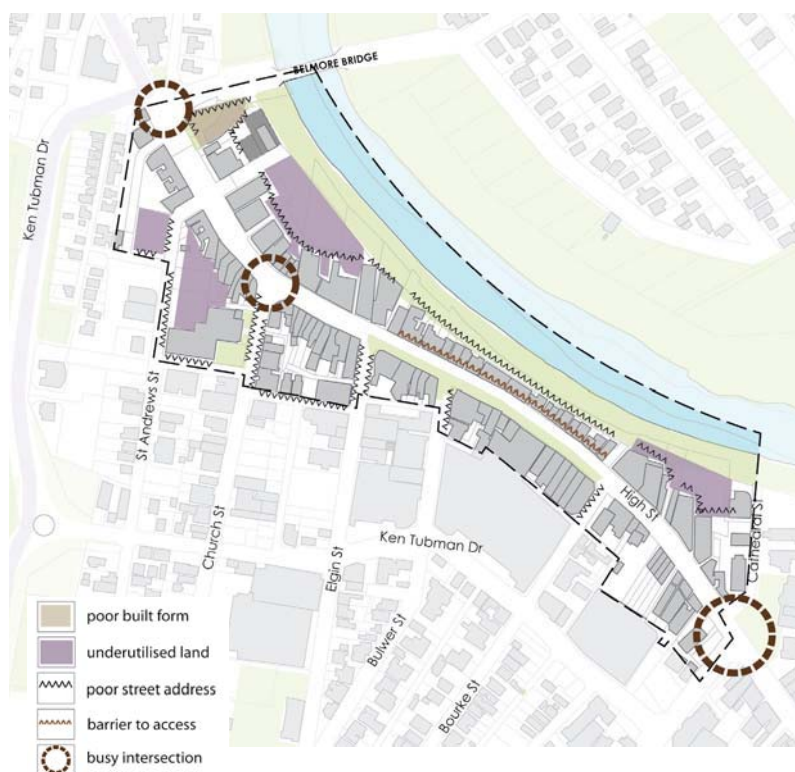 BELMORE BRIDGE
Ken Tubman Dr
St Andrews St
Church St
Elgin St
Ken Tubman Dr
Bulwer St
Bourke St
High St
Cathedral St
poor built form
underutilised land
poor street address
barrier to access
busy intersection